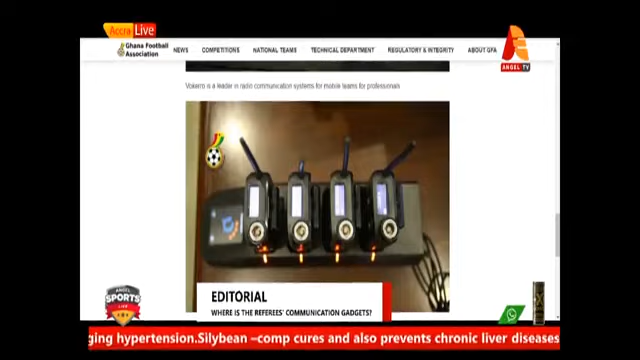 Accra Live
Ghana Football
Association
NEWS COMPETITIONS NATIONAL TEAMS TECHNICAL DEPARTMENT REGULATORY & INTEGRITY ABOUT GFA
ANGEL TV
Vokkero is a leader in radio communication systems for mobile teams for professionals
ANGEL
SPORTS
LIVE
EDITORIAL
WHERE IS THE REFEREES' COMMUNICATION GADGETS?
ging hypertension.Silybean –comp cures and also prevents chronic liver diseases